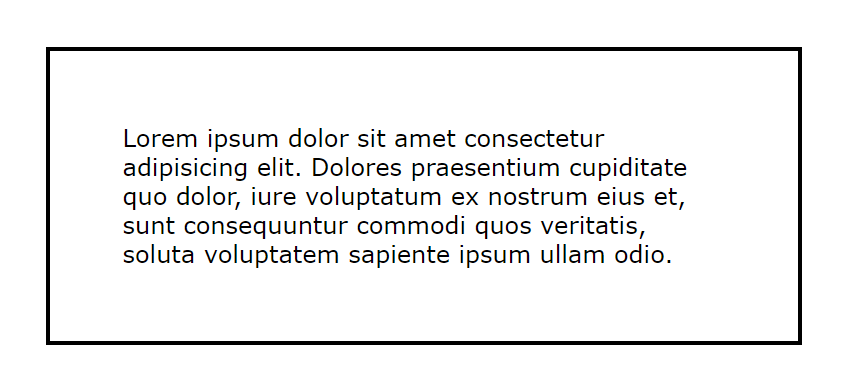 Lorem ipsum dolor sit amet consectetur
adipisicing elit. Dolores praesentium cupiditate
quo dolor, iure voluptatum ex nostrum eius et,
sunt consequuntur commodi quos veritatis,
soluta voluptatem sapiente ipsum ullam odio.